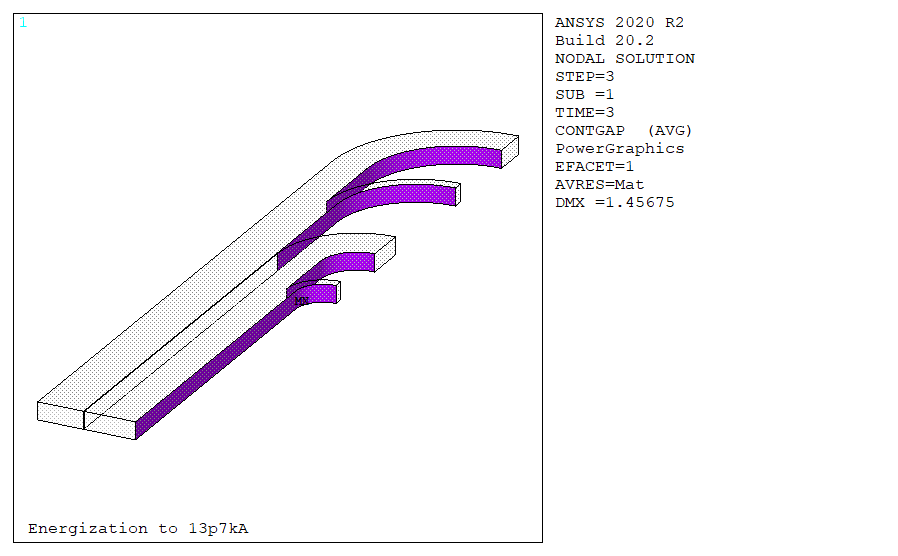 1
ANSYS 2020 R2
Build 20.2
NODAL SOLUTION
STEP=3
SUB =1
TIME=3
CONTGAP  (AVG)
PowerGraphics
EFACET=1
AVRES=Mat
DMX =1.45675
MX
Energization to 13p7kA